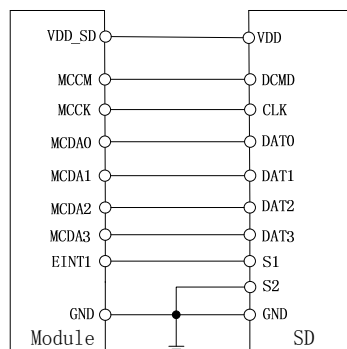 VDD_SD VDD
MCCM DCMD
MCCK CLK
MCDA0 DAT0
MCDA1 DAT1
MCDA2 DAT2
MCDA3 DAT3
EINT1 S1
S2
GND GND
Module SD